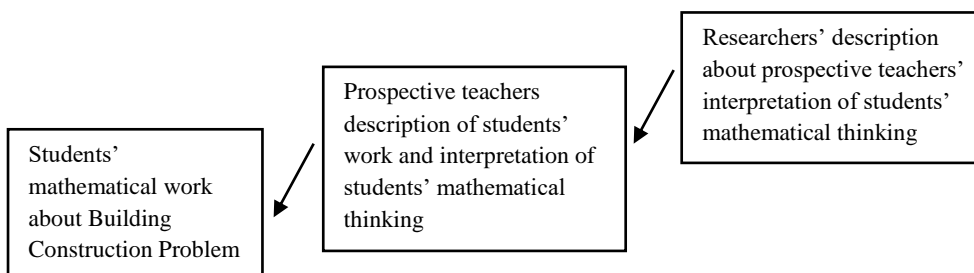 Students’
mathematical work
about Building
Construction Problem
Prospective teachers
description of students’
work and interpretation of
students’ mathematical
thinking
Researchers’ description
about prospective teachers’
interpretation of students’
mathematical thinking